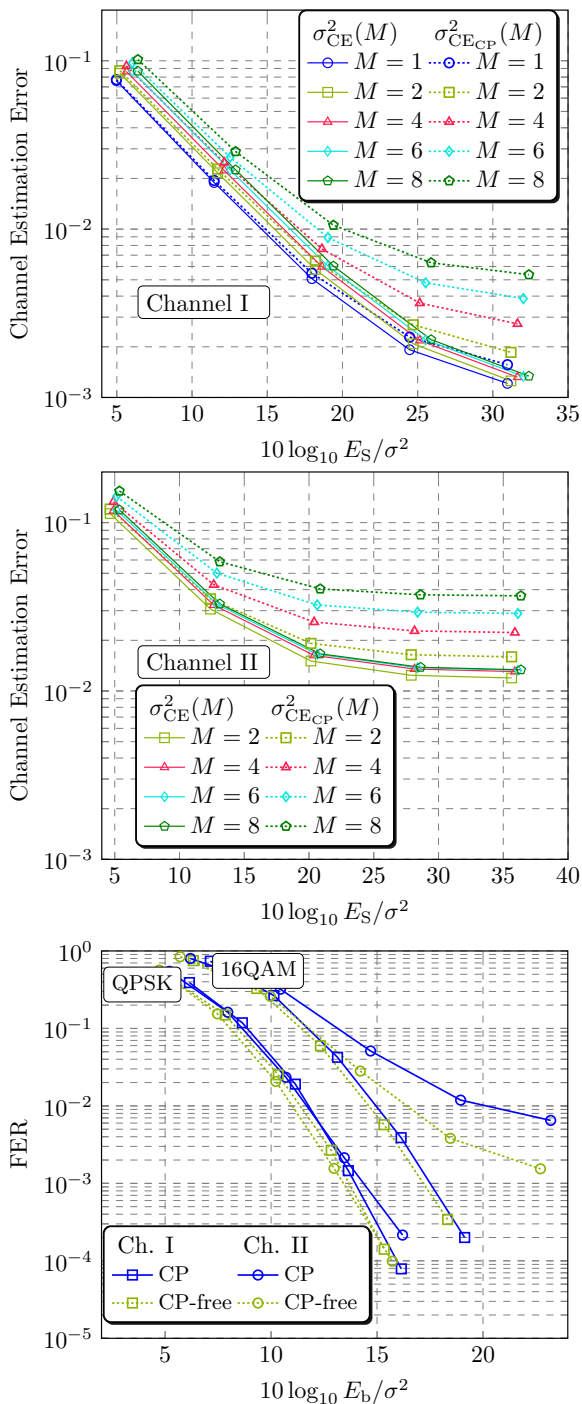 σ²_CE(M) σ²_CE_CP(M)
M = 1 M = 1
M = 2 M = 2
M = 4 M = 4
M = 6 M = 6
M = 8 M = 8
Channel Estimation Error
10⁻¹
10⁻²
10⁻³
Channel I
5 10 15 20 25 30 35
10 log₁₀ E_S/σ²
Channel Estimation Error
10⁻¹
10⁻²
10⁻³
Channel II
σ²_CE(M) σ²_CE_CP(M)
M = 2 M = 2
M = 4 M = 4
M = 6 M = 6
M = 8 M = 8
5 10 15 20 25 30 35 40
10 log₁₀ E_S/σ²
FER
10⁰
10⁻¹
10⁻²
10⁻³
10⁻⁴
10⁻⁵
QPSK
16QAM
Ch. I Ch. II
CP CP
CP-free CP-free
5 10 15 20
10 log₁₀ E_b/σ²